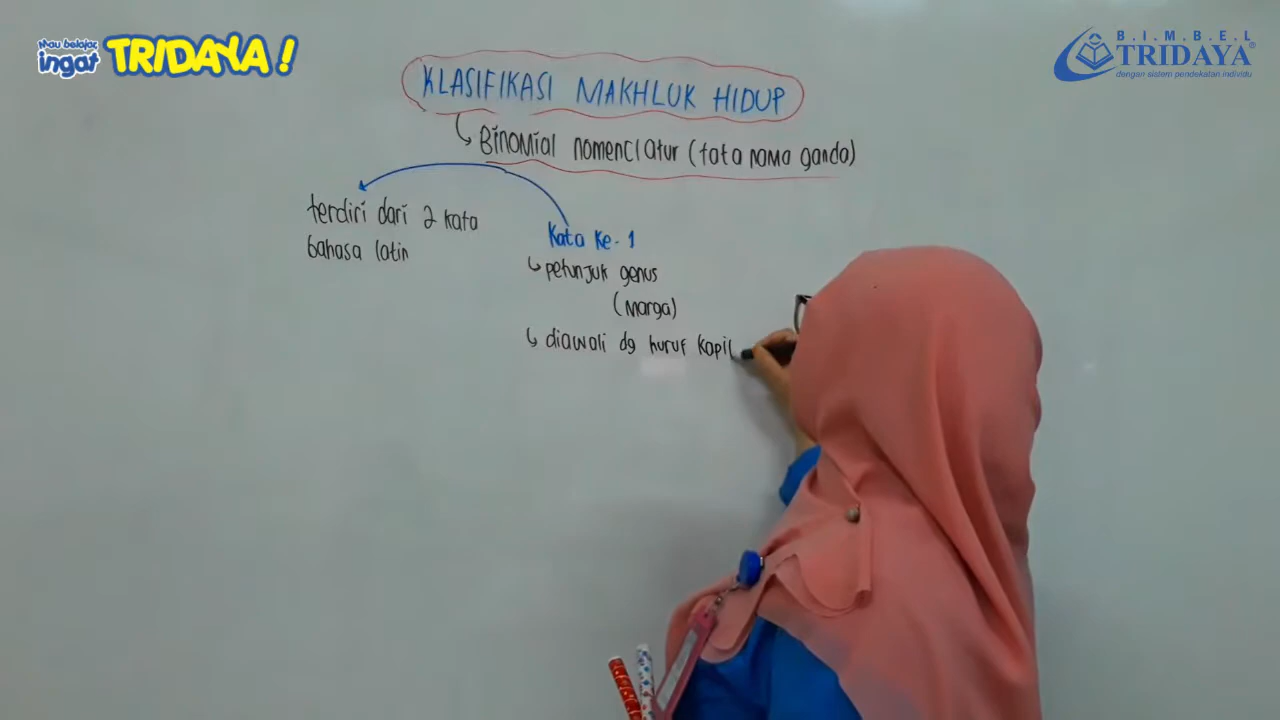 Mau belajar,
ingat TRIDAYA!
B.I.M.B.E.L
TRIDAYA®
dengan sistem pendekatan individu
KLASIFIKASI MAKHLUK HIDUP
Binomial nomenclatur (tata nama ganda)
terdiri dari 2 kata
bahasa latin
Kata Ke-1
petunjuk genus
(Marga)
diawali dg huruf kapil